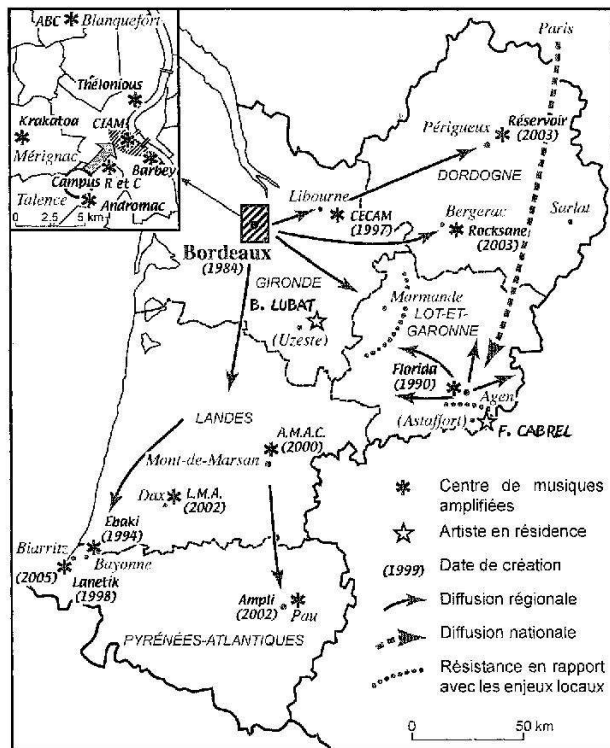 ABC
Blanquefort
Thélonious
Krakatoa
CIAM
Mérignac
Barbey
Campus R et C
Talence
Andromac
0 2.5 5 km
Paris
Réservoir
(2003)
Périgueux
DORDOGNE
Libourne
CECAM
(1997)
Bergerac
Rocksane
(2003)
Sarlat
Bordeaux
(1984)
GIRONDE
B. LUBAT
(Uzeste)
Marmande
LOT-ET-
GARONNE
Florida
(1990)
Agen
(Astaffort)
F. CABREL
LANDES
A.M.A.C.
(2000)
Mont-de-Marsan
Dax
L.M.A.
(2002)
Ebaki
(1994)
Biarritz
(2005)
Bayonne
Lanetik
(1998)
Ampli
(2002)
Pau
PYRÉNÉES-ATLANTIQUES
Centre de musiques
amplifiées
Artiste en résidence
(1999) Date de création
Diffusion régionale
Diffusion nationale
Résistance en rapport
avec les enjeux locaux
0 50 km